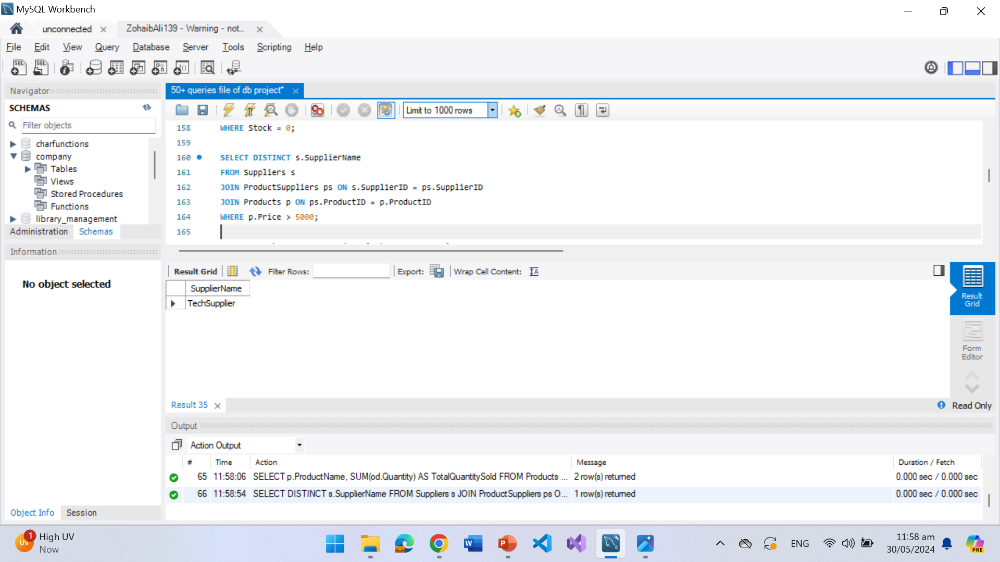 MySQL Workbench
unconnected
ZohaibAli139 - Warning - not...
File Edit View Query Database Server Tools Scripting Help
Navigator
SCHEMAS
Filter objects
charfunctions
company
Tables
Views
Stored Procedures
Functions
library_management
Administration Schemas
Information
No object selected
Object Info Session
50+ queries file of db project*
Limit to 1000 rows
158 WHERE Stock = 0;
159
160 SELECT DISTINCT s.SupplierName
161 FROM Suppliers s
162 JOIN ProductSuppliers ps ON s.SupplierID = ps.SupplierID
163 JOIN Products p ON ps.ProductID = p.ProductID
164 WHERE p.Price > 5000;
165
Result Grid Filter Rows: Export: Wrap Cell Content:
SupplierName
TechSupplier
Result
Grid
Form
Editor
Result 35
Read Only
Output
Action Output
# Time Action Message Duration / Fetch
65 11:58:06 SELECT p.ProductName, SUM(od.Quantity) AS TotalQuantitySold FROM Products ... 2 row(s) returned 0.000 sec / 0.000 sec
66 11:58:54 SELECT DISTINCT s.SupplierName FROM Suppliers s JOIN ProductSuppliers ps O... 1 row(s) returned 0.000 sec / 0.000 sec
UV 1 High UV
Now
ENG
11:58 am
30/05/2024
PRE